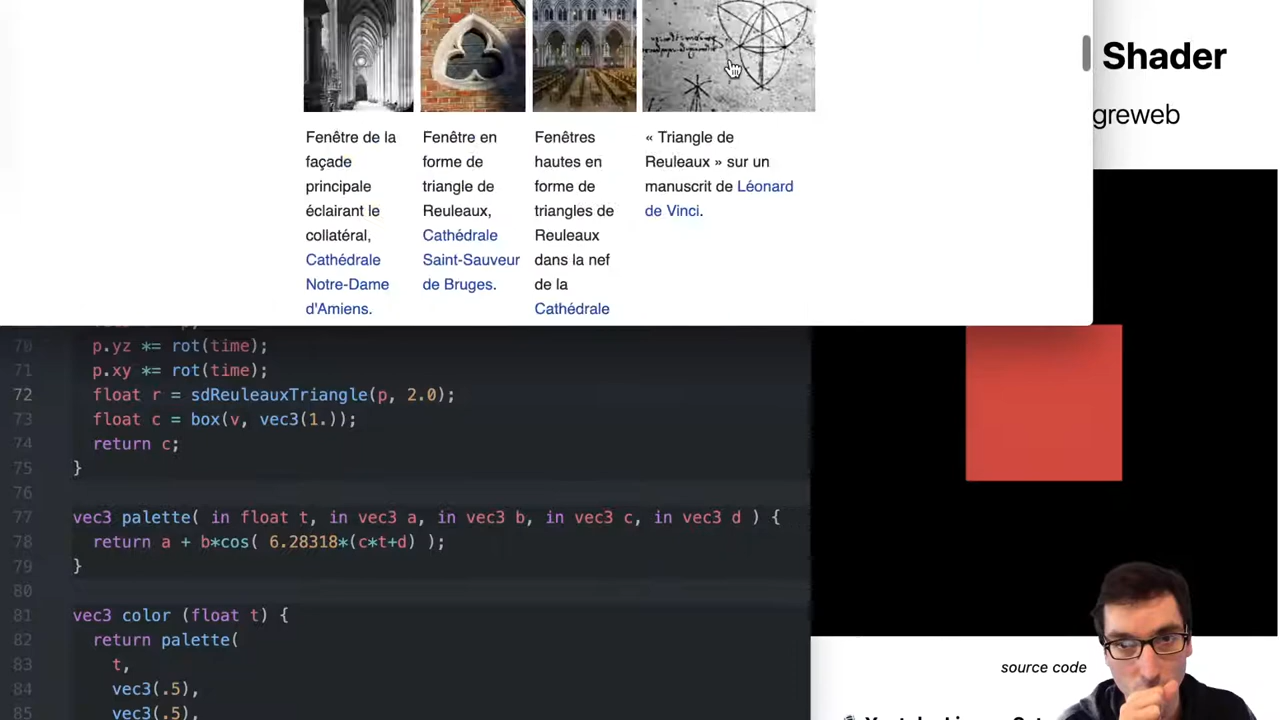 Fenêtre de la
façade
principale
éclairant le
collatéral,
Cathédrale
Notre-Dame
d'Amiens.
Fenêtre en
forme de
triangle de
Reuleaux,
Cathédrale
Saint-Sauveur
de Bruges.
Fenêtres
hautes en
forme de
triangles de
Reuleaux
dans la nef
de la
Cathédrale
« Triangle de
Reuleaux » sur un
manuscrit de Léonard
de Vinci.
Shader
greweb
70 p.yz *= rot(time);
71 p.xy *= rot(time);
72 float r = sdReuleauxTriangle(p, 2.0);
73 float c = box(v, vec3(1.));
74 return c;
75 }
76
77 vec3 palette( in float t, in vec3 a, in vec3 b, in vec3 c, in vec3 d ) {
78 return a + b*cos( 6.28318*(c*t+d) );
79 }
80
81 vec3 color (float t) {
82 return palette(
83 t,
84 vec3(.5),
85 vec3(.5),
source code